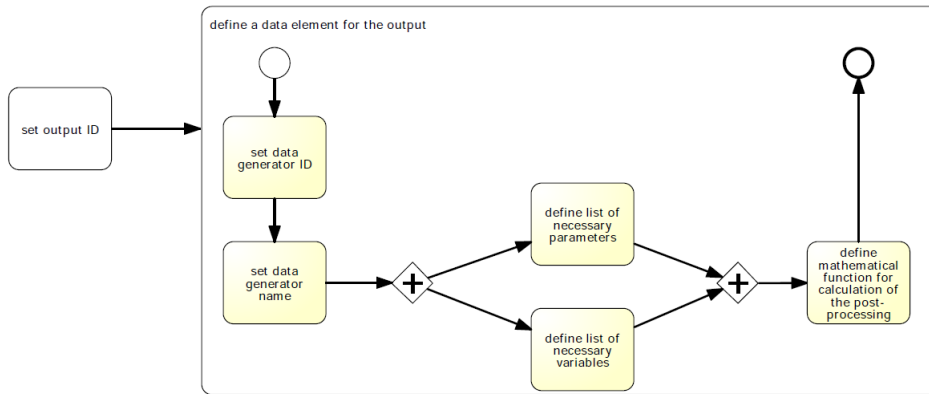 define a data element for the output
set output ID
set data
generator ID
set data
generator
name
define list of
necessary
parameters
define list of
necessary
variables
define
mathematical
function for
calculation of
the post-
processing